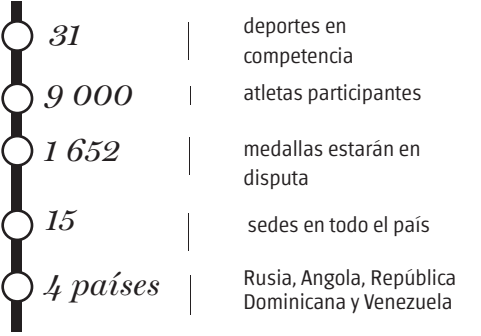 31
deportes en
competencia
9 000
atletas participantes
1 652
medallas estarán en
disputa
15
sedes en todo el país
4 países
Rusia, Angola, República
Dominicana y Venezuela